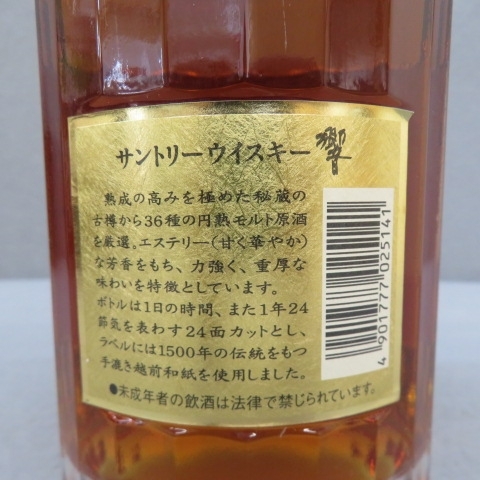 サントリーウイスキー 響
熟成の高みを極めた秘蔵の
古樽から36種の円熟モルト原酒
を厳選。エステリー(甘く華やか)
な芳香をもち、力強く、重厚な
味わいを特徴としています。
ボトルは1日の時間、また1年24
節気を表わす24面カットとし、
ラベルには1500年の伝統をもつ
手漉き越前和紙を使用しました。
●未成年者の飲酒は法律で禁じられています。
4 901777 025141